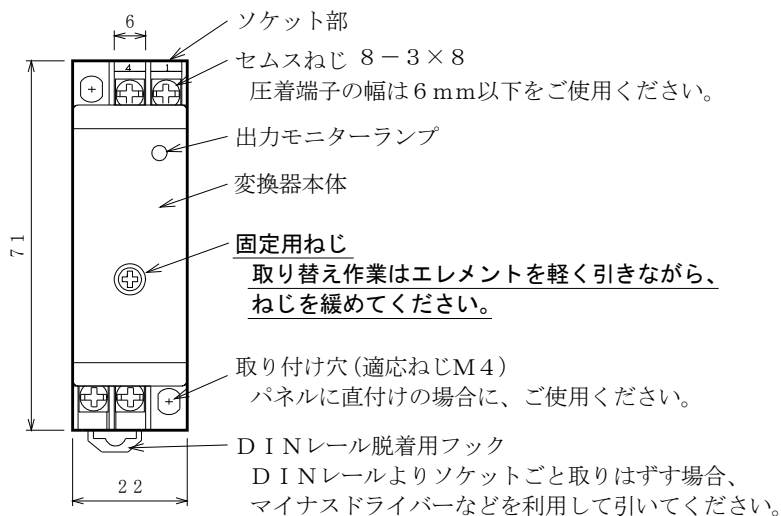 6
ソケット部
4 1
セムスねじ 8-3×8
圧着端子の幅は6mm以下をご使用ください。
出力モニターランプ
変換器本体
71
固定用ねじ
取り替え作業はエレメントを軽く引きながら、
ねじを緩めてください。
取り付け穴(適応ねじM4)
パネルに直付けの場合に、ご使用ください。
DINレール脱着用フック
22
DINレールよりソケットごと取りはずす場合、
マイナスドライバーなどを利用して引いてください。